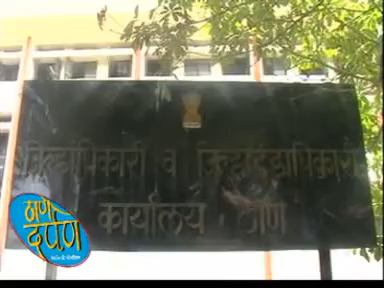 जिल्हाधिकारी व जिल्हादंडाधिकारी
कार्यालय ठाणे
ठाणे
दर्पण